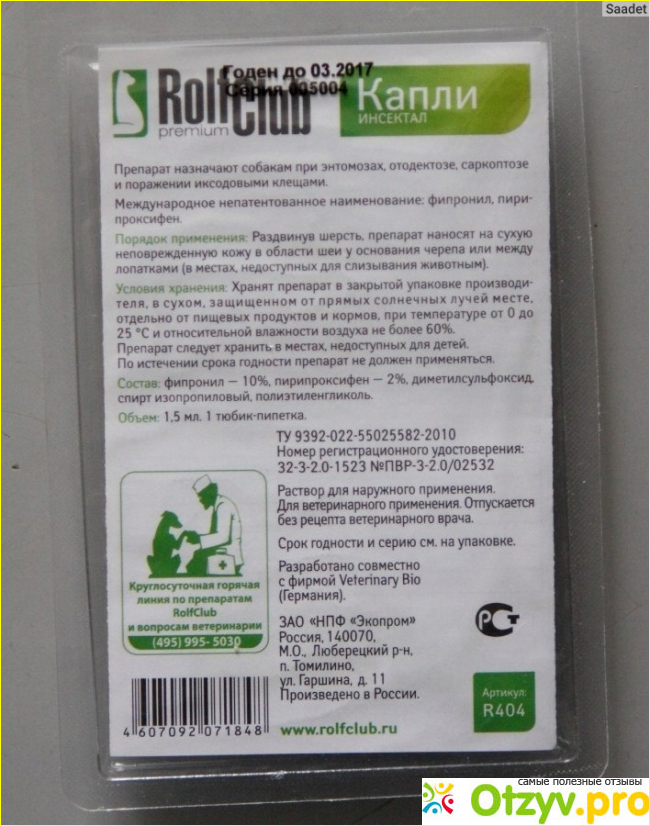 Saadet
Годен до 03.2017
Серия 005004
RolfClub
premium
Капли
ИНСЕКТАЛ
Препарат назначают собакам при энтомозах, отодектозе, саркоптозе
и поражении иксодовыми клещами.
Международное непатентованное наименование: фипронил, пири-
проксифен.
Порядок применения: Раздвинув шерсть, препарат наносят на сухую
неповрежденную кожу в области шеи у основания черепа или между
лопатками (в местах, недоступных для слизывания животным).
Условия хранения: Хранят препарат в закрытой упаковке производи-
теля, в сухом, защищенном от прямых солнечных лучей месте,
отдельно от пищевых продуктов и кормов, при температуре от 0 до
25 °С и относительной влажности воздуха не более 60%.
Препарат следует хранить в местах, недоступных для детей.
По истечении срока годности препарат не должен применяться.
Состав: фипронил — 10%, пирипроксифен — 2%, диметилсульфоксид,
спирт изопропиловый, полиэтиленгликоль.
Объем: 1,5 мл. 1 тюбик-пипетка.
ТУ 9392-022-55025582-2010
Номер регистрационного удостоверения:
32-3-2.0-1523 №ПВР-3-2.0/02532
Раствор для наружного применения.
Для ветеринарного применения. Отпускается
без рецепта ветеринарного врача.
Срок годности и серию см. на упаковке.
Разработано совместно
с фирмой Veterinary Bio
(Германия).
Круглосуточная горячая
линия по препаратам
RolfClub
и вопросам ветеринарии
(495) 995- 5030
ЗАО «НПФ «Экопром»
Россия, 140070,
М.О., Люберецкий р-н,
п. Томилино,
ул. Гаршина, д. 11
Произведено в России.
РСТ
Артикул:
R404
4 607092 071848
www.rolfclub.ru
самые полезные отзывы
Otzyv.pro